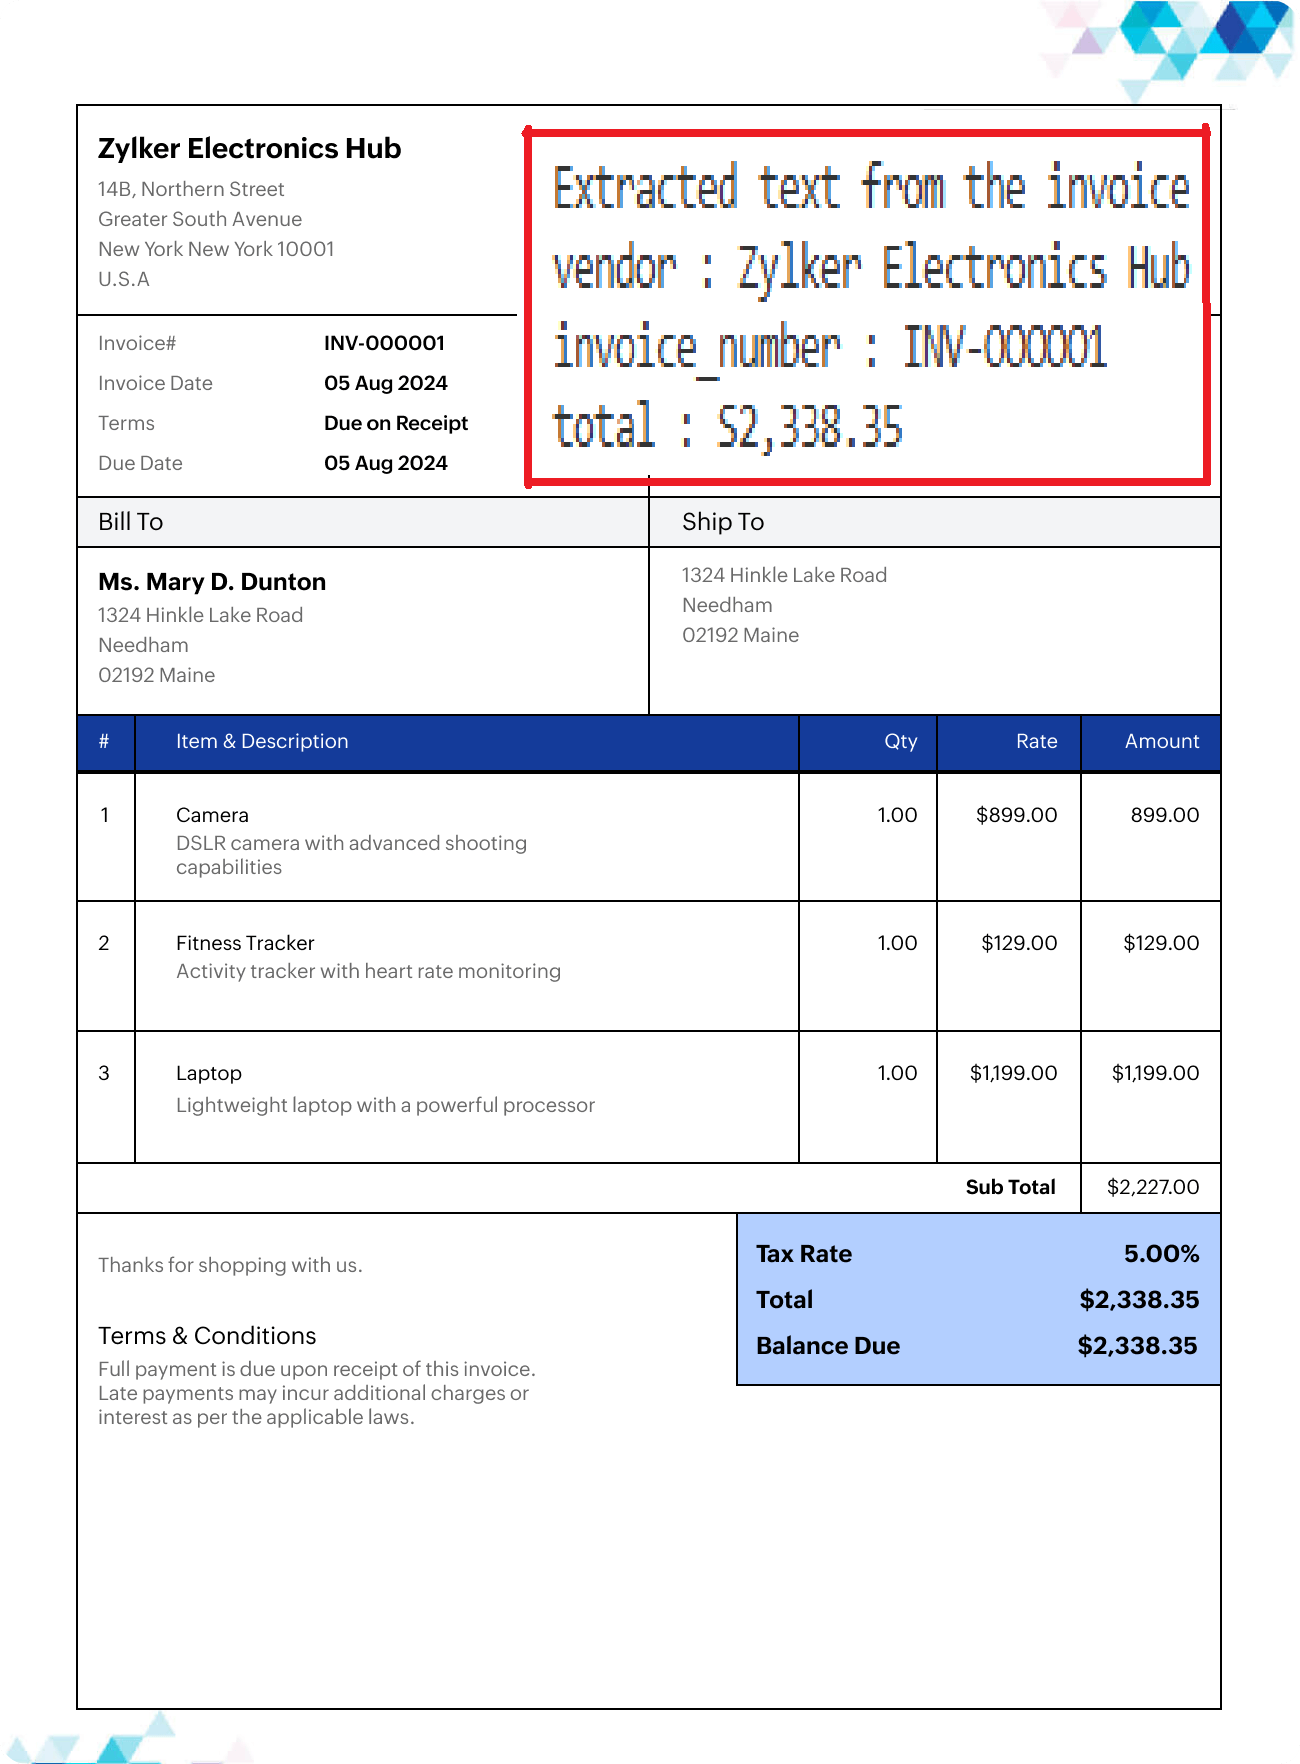 Zylker Electronics Hub
14B, Northern Street
Greater South Avenue
New York New York 10001
U.S.A
Extracted text from the invoice
vendor : Zylker Electronics Hub
invoice_number : INV-000001
total : S2,338.35
Invoice# INV-000001
Invoice Date 05 Aug 2024
Terms Due on Receipt
Due Date 05 Aug 2024
Bill To
Ms. Mary D. Dunton
1324 Hinkle Lake Road
Needham
02192 Maine
Ship To
1324 Hinkle Lake Road
Needham
02192 Maine
# Item & Description Qty Rate Amount
1 Camera 1.00 $899.00 899.00
DSLR camera with advanced shooting
capabilities
2 Fitness Tracker 1.00 $129.00 $129.00
Activity tracker with heart rate monitoring
3 Laptop 1.00 $1,199.00 $1,199.00
Lightweight laptop with a powerful processor
Sub Total $2,227.00
Tax Rate 5.00%
Total $2,338.35
Balance Due $2,338.35
Thanks for shopping with us.
Terms & Conditions
Full payment is due upon receipt of this invoice.
Late payments may incur additional charges or
interest as per the applicable laws.